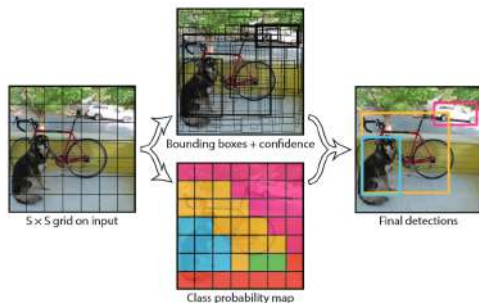 Bounding boxes + confidence
S × S grid on input
Final detections
Class probability map